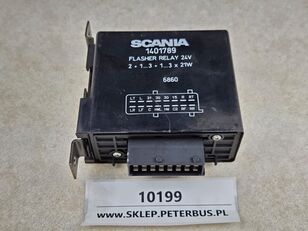 SCANIA
1401789
FLASHER RELAY 24V
2 + 1...3 + 1...3 x 21W
6860
10199
WWW.SKLEP.PETERBUS.PL